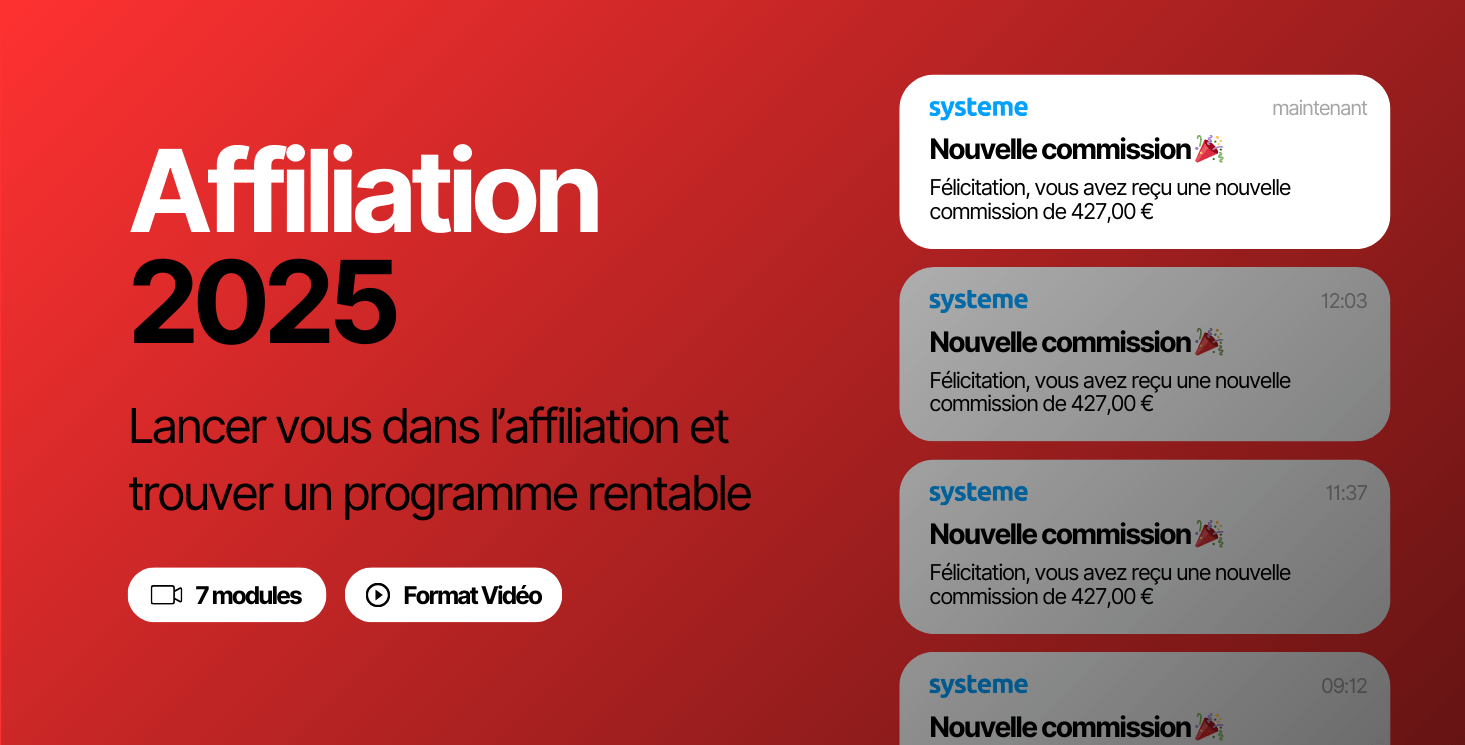 Affiliation
2025
Lancer vous dans l’affiliation et
trouver un programme rentable
7 modules
Format Vidéo
systeme
maintenant
Nouvelle commission🎉
Félicitation, vous avez reçu une nouvelle
commission de 427,00 €
systeme
12:03
Nouvelle commission🎉
Félicitation, vous avez reçu une nouvelle
commission de 427,00 €
systeme
11:37
Nouvelle commission🎉
Félicitation, vous avez reçu une nouvelle
commission de 427,00 €
systeme
09:12
Nouvelle commission🎉